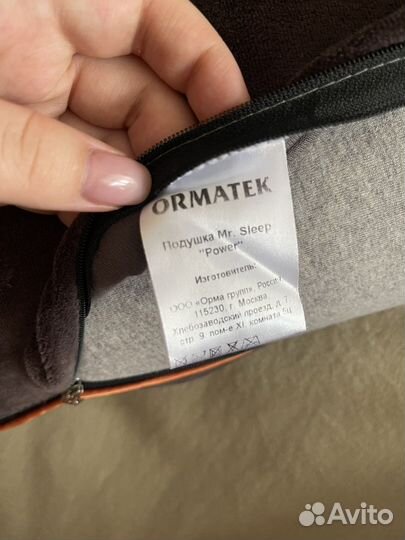 ORMATEK
Подушка Mr. Sleep
"Power"
Изготовитель:
ООО «Орма групп», Россия
115230, г. Москва,
Хлебозаводский проезд, д. 7,
стр. 9, пом-е XI, комната 5Ц
Avito